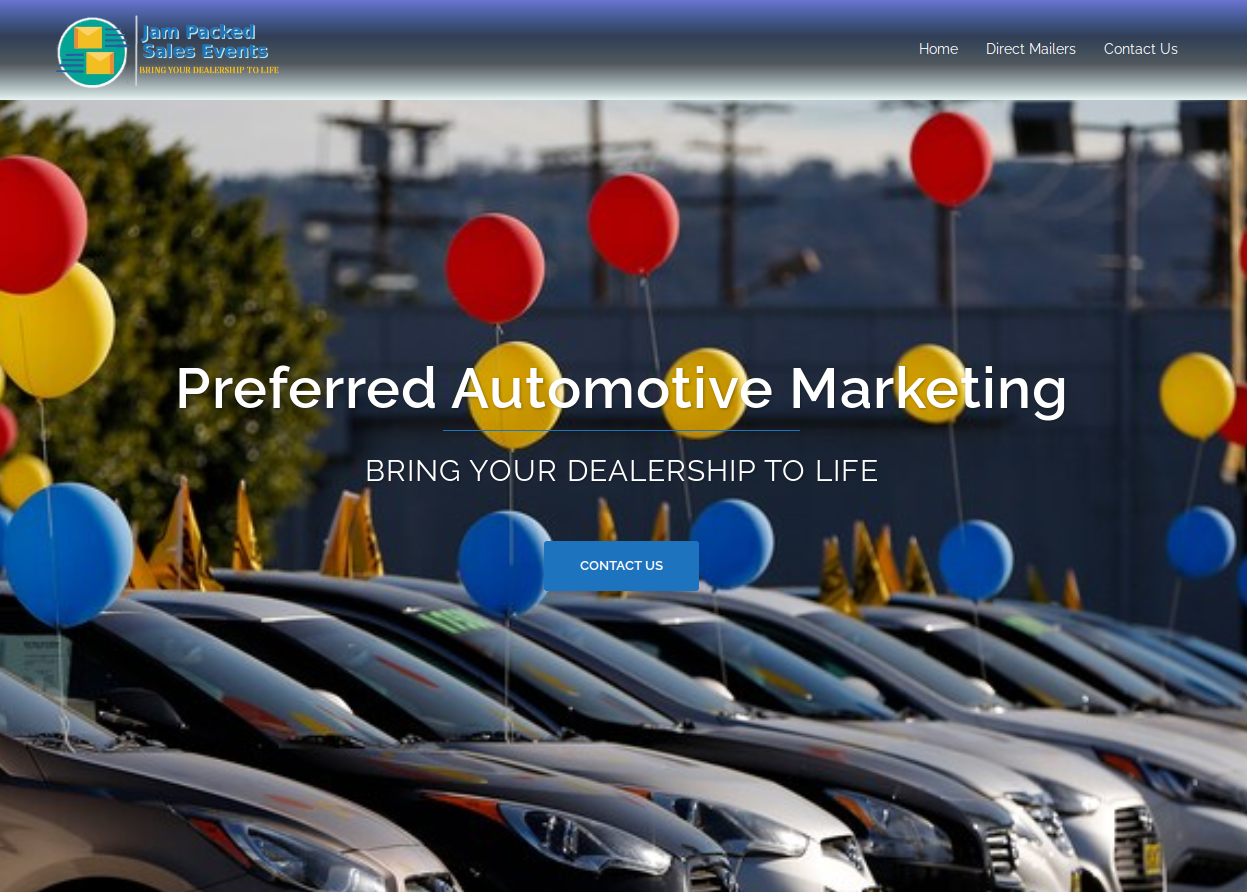 Jam Packed
Sales Events
BRING YOUR DEALERSHIP TO LIFE
Home Direct Mailers Contact Us
Preferred Automotive Marketing
BRING YOUR DEALERSHIP TO LIFE
CONTACT US